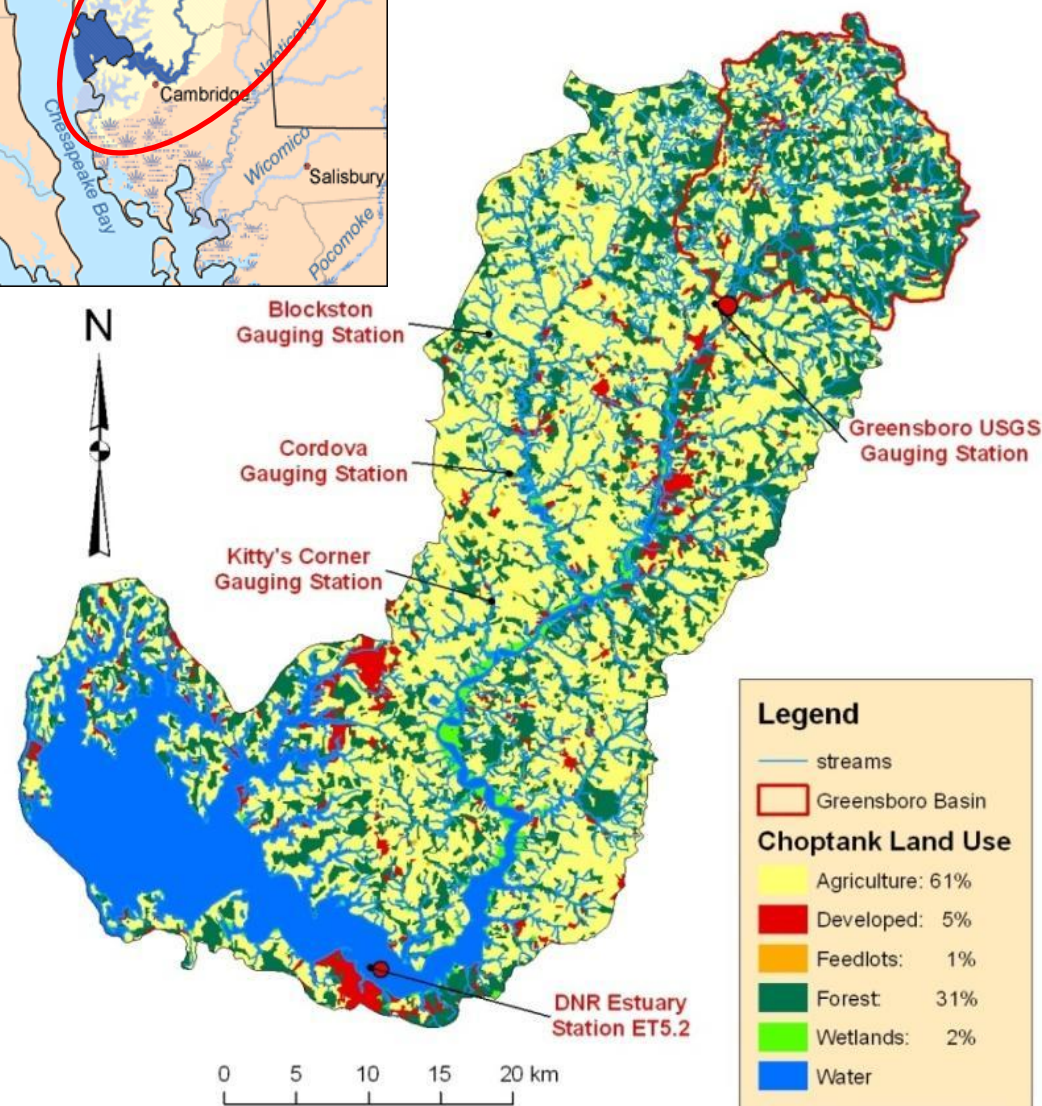 Nanticoke
Cambridge
Chesapeake Bay
Wicomico
Salisbury
Pocomoke
N
Blockston
Gauging Station
Cordova
Gauging Station
Kitty's Corner
Gauging Station
Greensboro USGS
Gauging Station
DNR Estuary
Station ET5.2
0 5 10 15 20 km
Legend
streams
Greensboro Basin
Choptank Land Use
Agriculture: 61%
Developed: 5%
Feedlots: 1%
Forest: 31%
Wetlands: 2%
Water